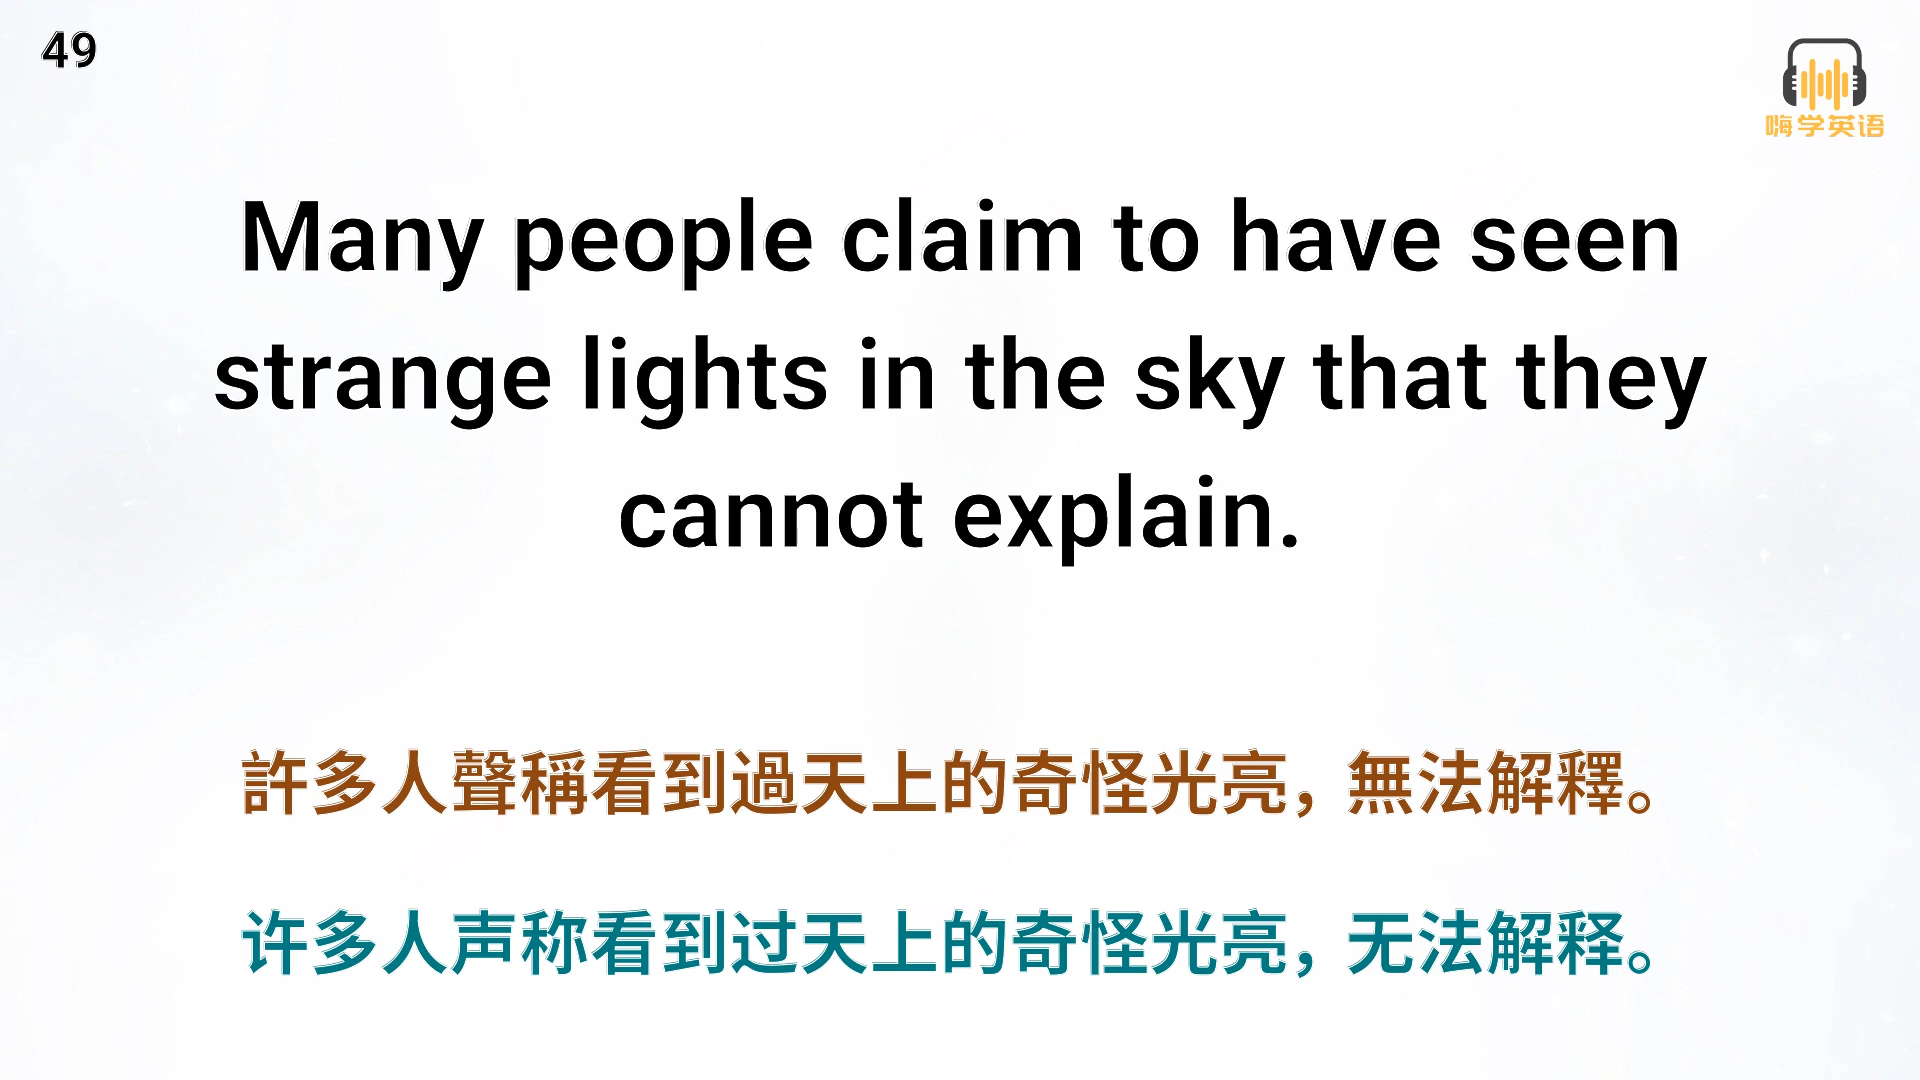 49
嗨学英语
Many people claim to have seen
strange lights in the sky that they
cannot explain.
許多人聲稱看到過天上的奇怪光亮，無法解釋。
许多人声称看到过天上的奇怪光亮，无法解释。